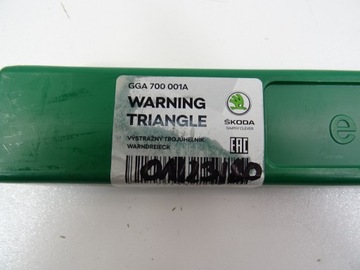 GGA 700 001A
WARNING
TRIANGLE
ŠKODA
SIMPLY CLEVER
VÝSTRAŽNÝ TROJÚHELNÍK
WARNDREIECK
EAC
e